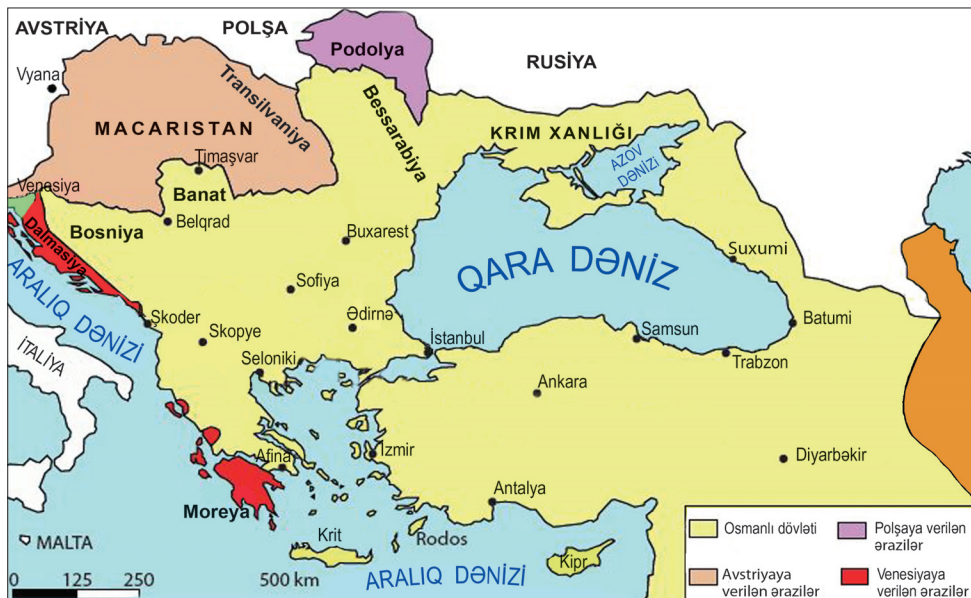 AVSTRİYA
POLŞA
RUSİYA
Podolya
Vyana
Transilvaniya
Bessarabiya
MACARISTAN
KRIM XANLIĞI
AZOV
DƏNİZİ
Timaşvar
Venesiya
Banat
Dalmasiya
Bosniya
Belqrad
Buxarest
Suxumi
QARA DƏNİZ
ARALIQ DƏNİZİ
Sofiya
Şkoder
Skopye
Ədirnə
İstanbul
Samsun
Batumi
İTALİYA
Seloniki
Trabzon
Ankara
Afina
İzmir
Diyarbəkir
Moreya
Antalya
Krit
Rodos
Kipr
MALTA
ARALIQ DƏNİZİ
0 125 250 500 km
Osmanlı dövləti
Polşaya verilən
ərazilər
Avstriyaya
verilən ərazilər
Venesiyaya
verilən ərazilər